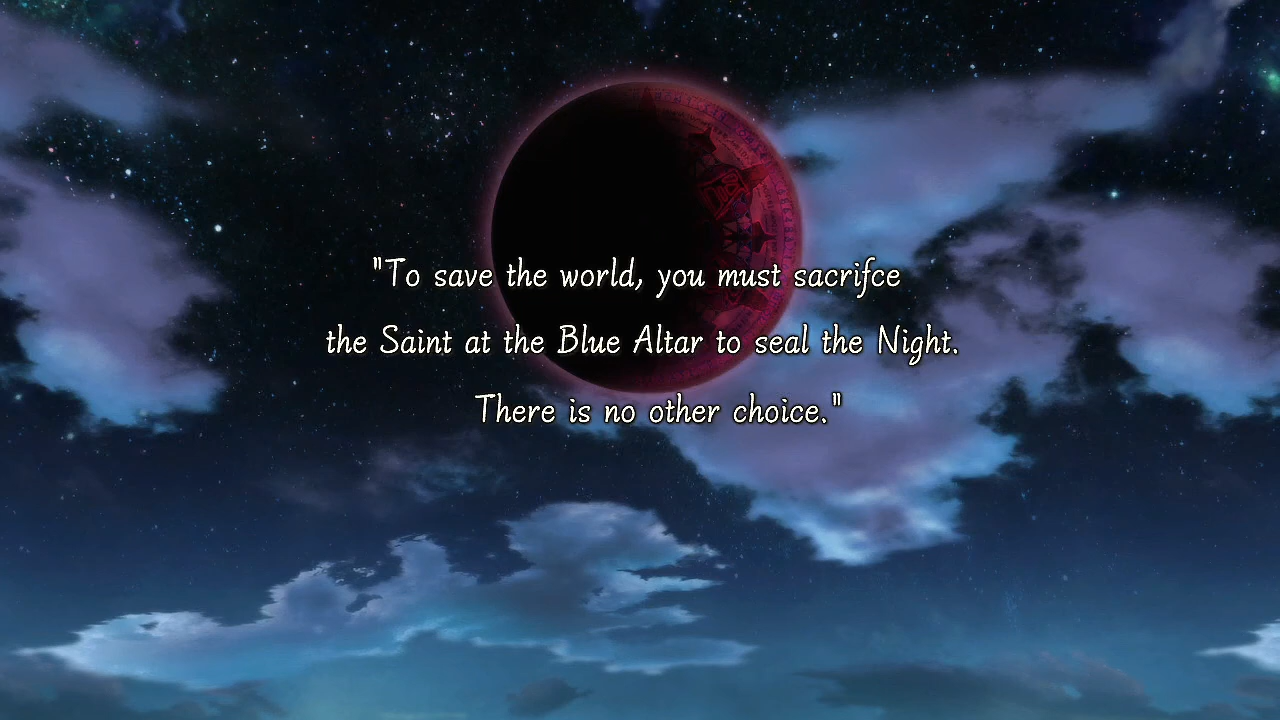 "To save the world, you must sacrifce
the Saint at the Blue Altar to seal the Night.
There is no other choice."